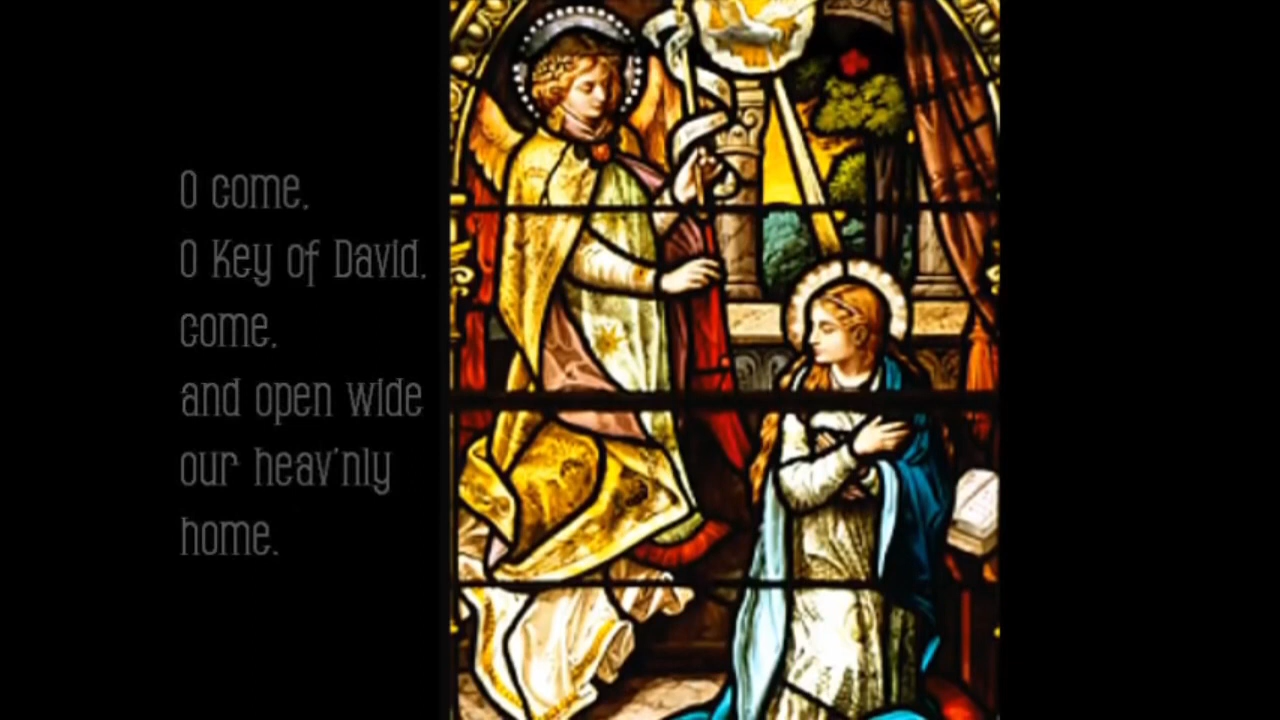 O come,
O Key of David,
come,
and open wide
our heav'nly
home.